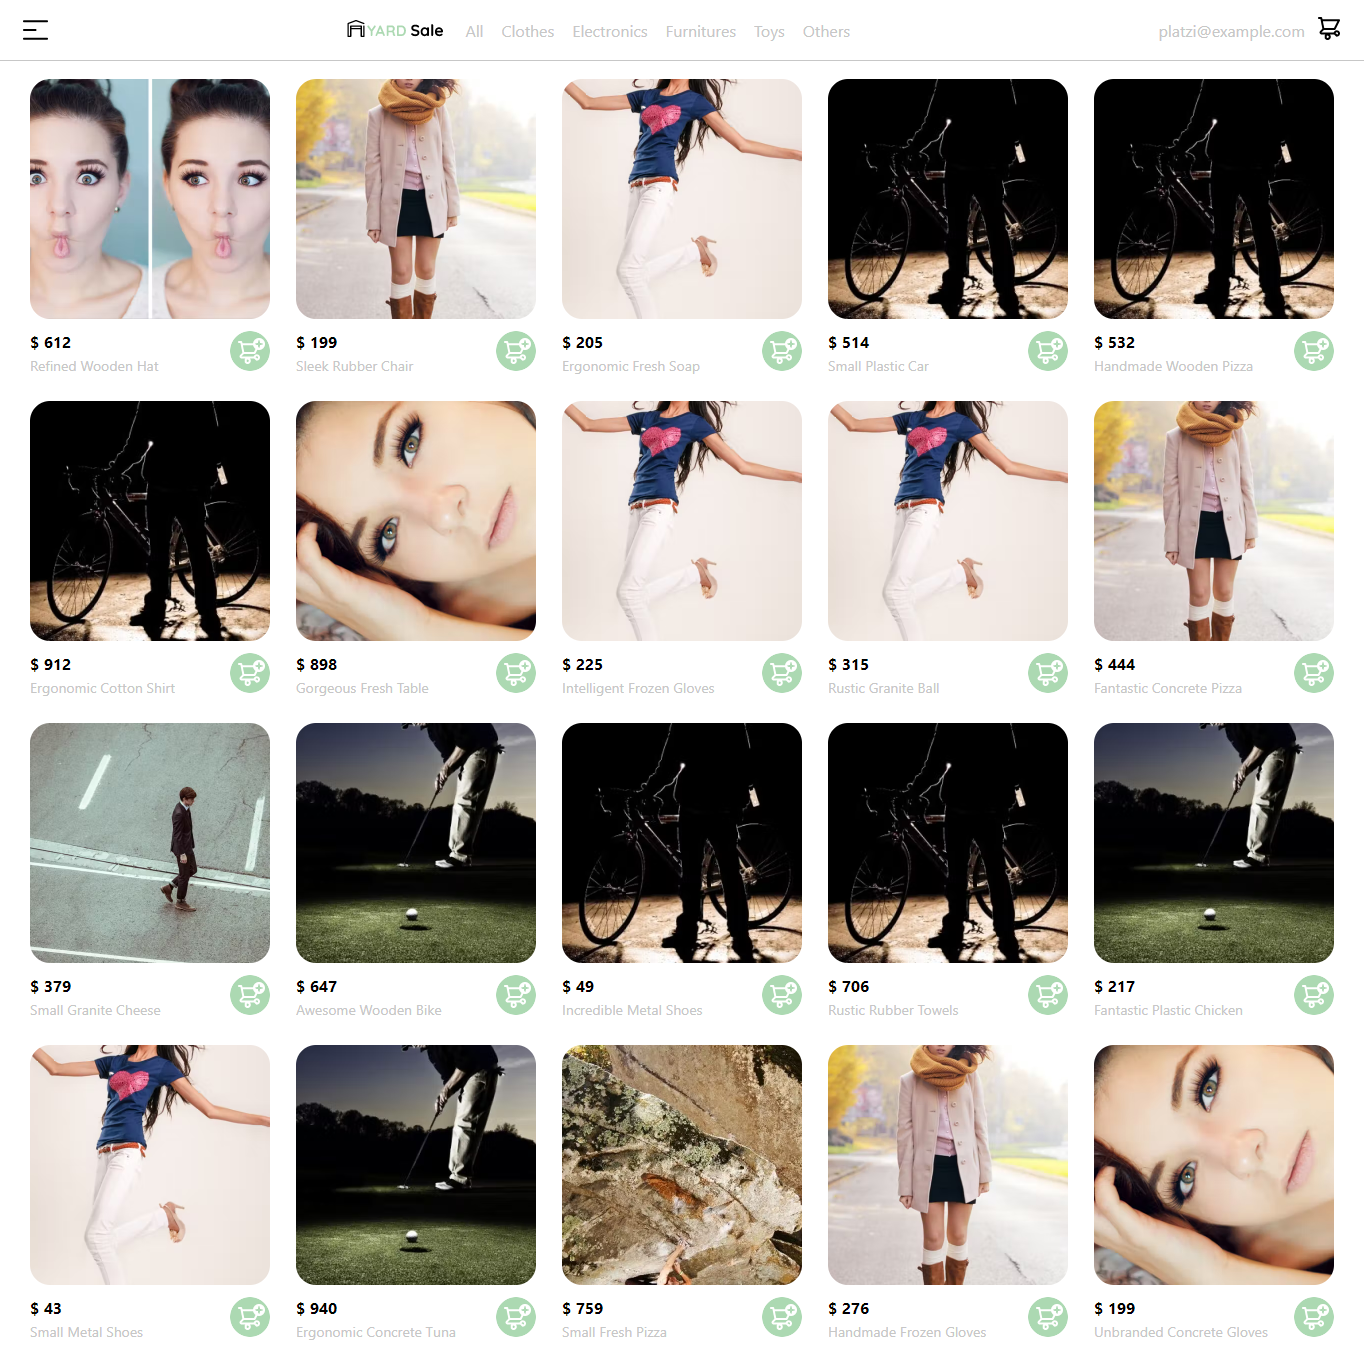 YARD Sale All Clothes Electronics Furnitures Toys Others platzi@example.com
$ 612 $ 199 $ 205 $ 514 $ 532
Refined Wooden Hat Sleek Rubber Chair Ergonomic Fresh Soap Small Plastic Car Handmade Wooden Pizza
$ 912 $ 898 $ 225 $ 315 $ 444
Ergonomic Cotton Shirt Gorgeous Fresh Table Intelligent Frozen Gloves Rustic Granite Ball Fantastic Concrete Pizza
$ 379 $ 647 $ 49 $ 706 $ 217
Small Granite Cheese Awesome Wooden Bike Incredible Metal Shoes Rustic Rubber Towels Fantastic Plastic Chicken
$ 43 $ 940 $ 759 $ 276 $ 199
Small Metal Shoes Ergonomic Concrete Tuna Small Fresh Pizza Handmade Frozen Gloves Unbranded Concrete Gloves